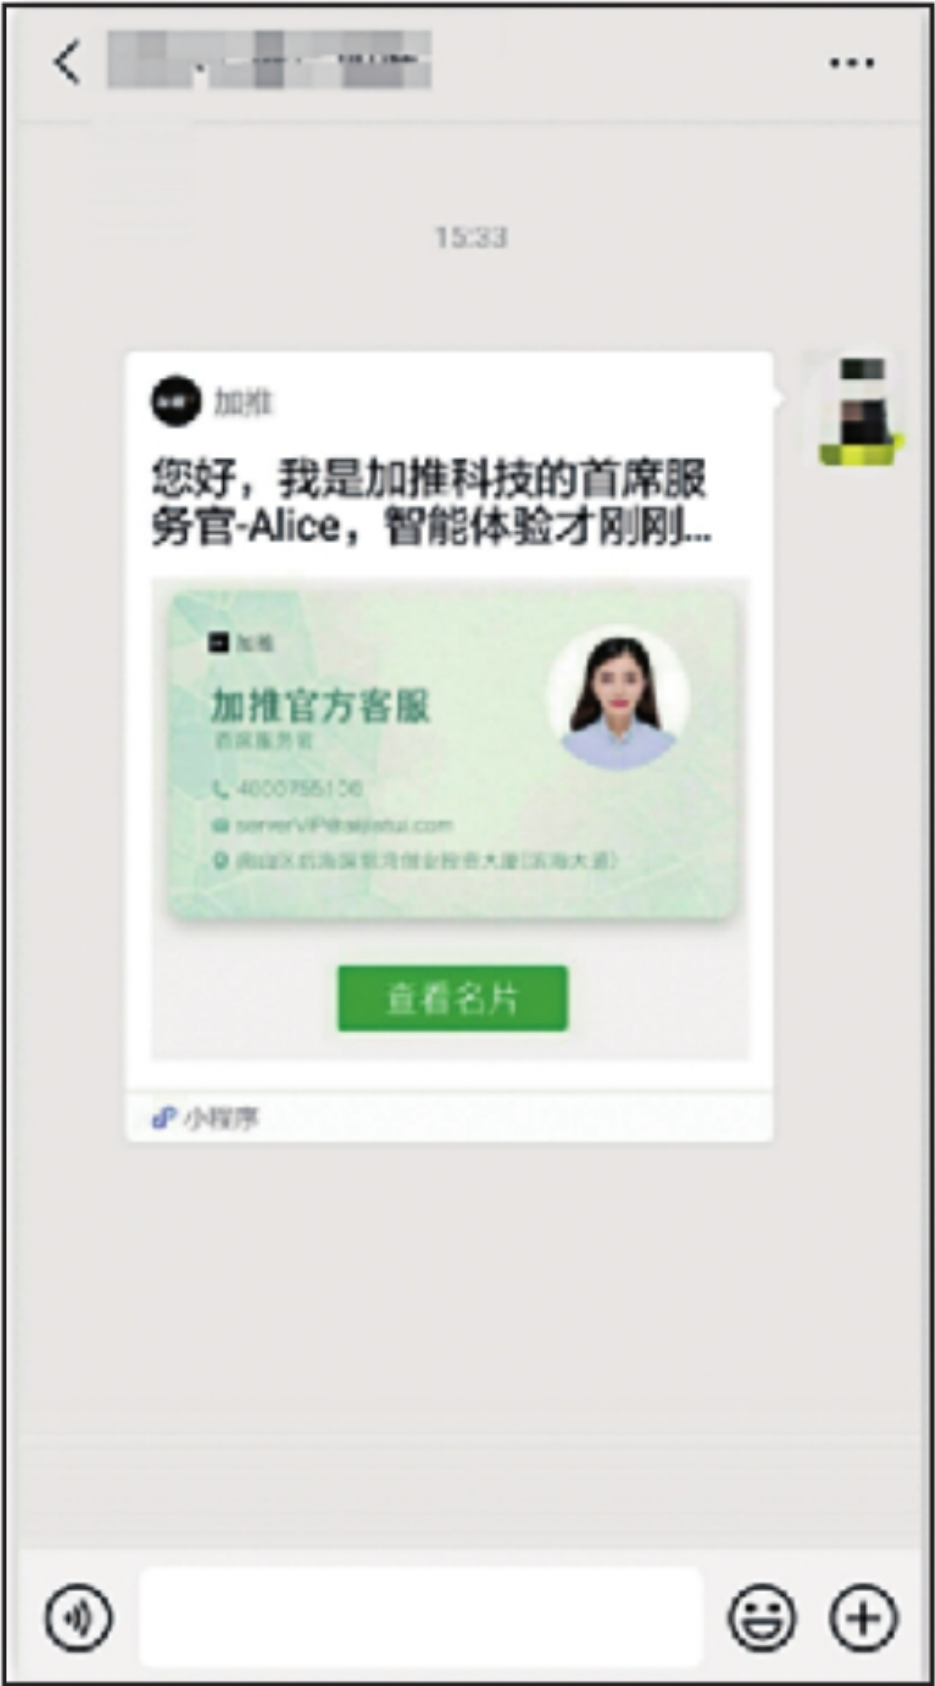 15:33
加推
您好，我是加推科技的首席服
务官-Alice，智能体验才刚刚...
加推
加推官方客服
首席服务官
查看名片
小程序